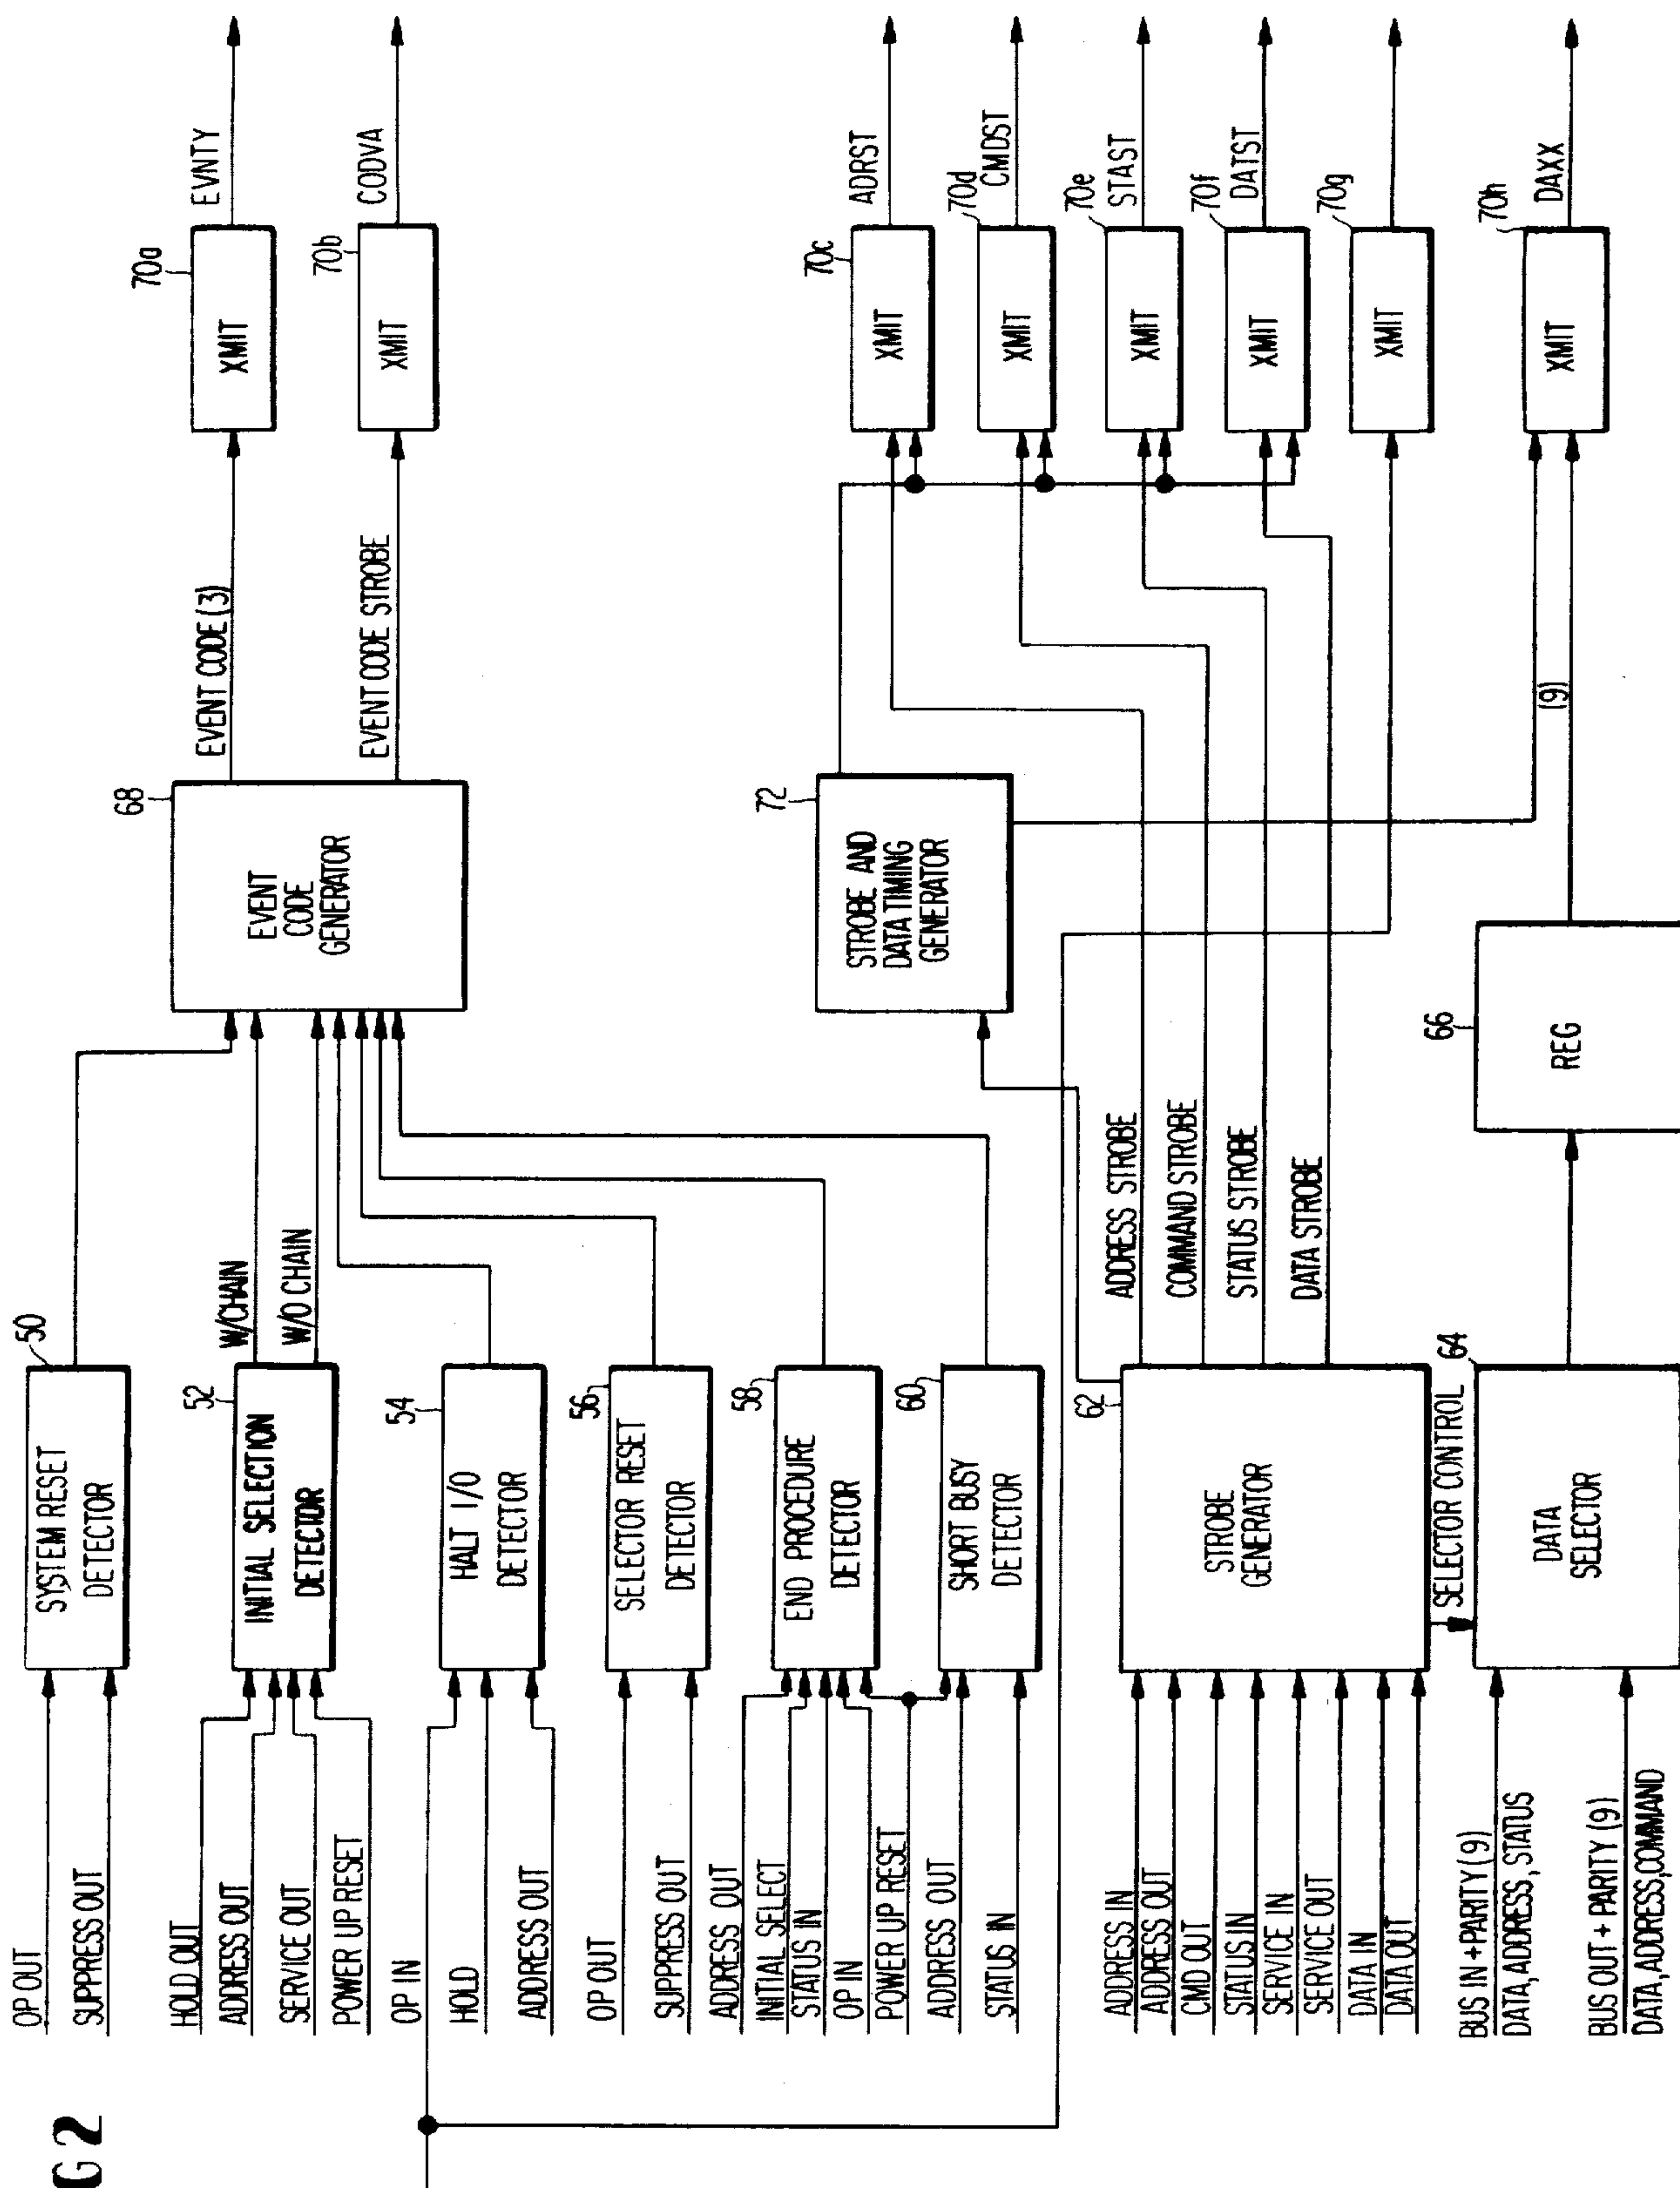 G 2
OP OUT
SUPPRESS OUT
SYSTEM RESET
DETECTOR
50
HOLD OUT
ADDRESS OUT
SERVICE OUT
POWER UP RESET
INITIAL SELECTION
DETECTOR
52
W/CHAIN
W/O CHAIN
OP IN
HOLD
ADDRESS OUT
HALT I/O
DETECTOR
54
OP OUT
SUPPRESS OUT
SELECTOR RESET
DETECTOR
56
ADDRESS OUT
INITIAL SELECT
STATUS IN
OP IN
POWER UP RESET
END PROCEDURE
DETECTOR
58
ADDRESS OUT
STATUS IN
SHORT BUSY
DETECTOR
60
EVENT
CODE
GENERATOR
68
EVENT CODE (3)
EVENT CODE STROBE
XMIT
70a
EVNTY
XMIT
70b
CODVA
ADDRESS IN
ADDRESS OUT
CMD OUT
STATUS IN
SERVICE IN
SERVICE OUT
DATA IN
DATA OUT
STROBE
GENERATOR
62
ADDRESS STROBE
COMMAND STROBE
STATUS STROBE
DATA STROBE
STROBE AND
DATA TIMING
GENERATOR
72
XMIT
70c
ADRST
XMIT
70d
CMDST
XMIT
70e
STAST
XMIT
70f
DATST
XMIT
70g
SELECTOR CONTROL
BUS IN +PARITY (9)
DATA, ADDRESS, STATUS
BUS OUT + PARITY (9)
DATA, ADDRESS, COMMAND
DATA
SELECTOR
64
REG
66
(9)
XMIT
70h
DAXX